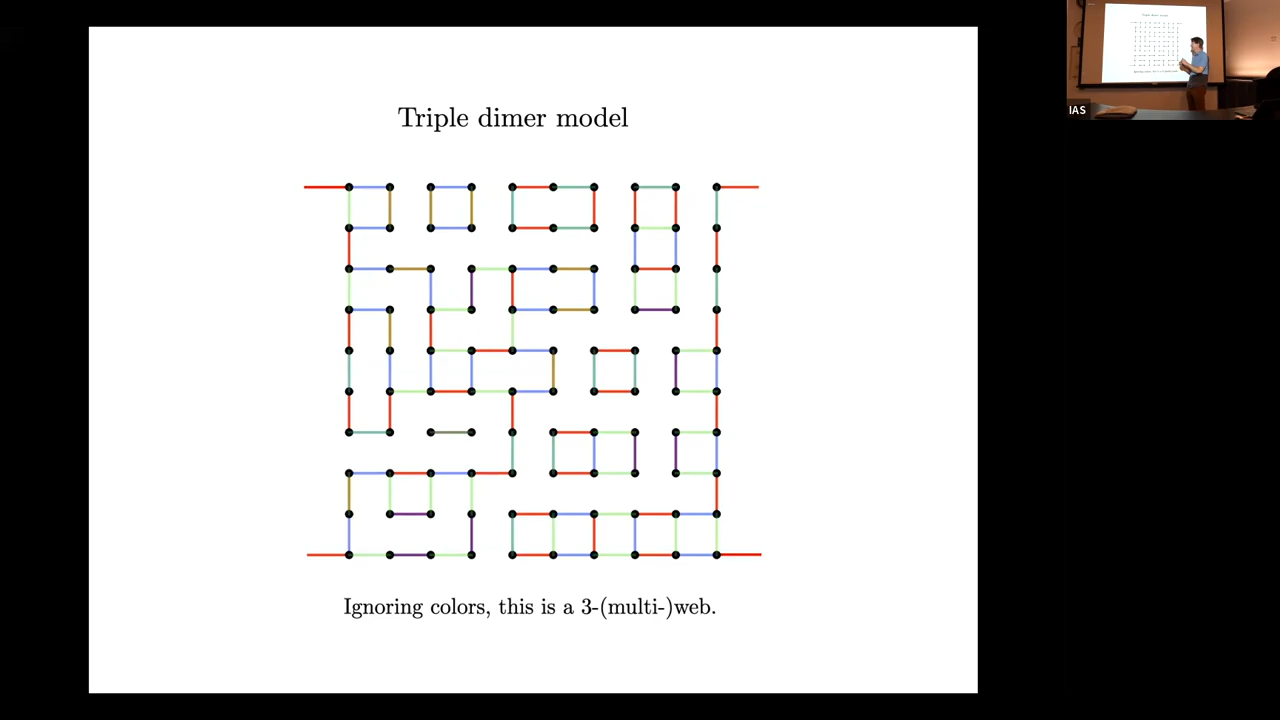 Triple dimer model
IAS
Ignoring colors, this is a 3-(multi-)web.